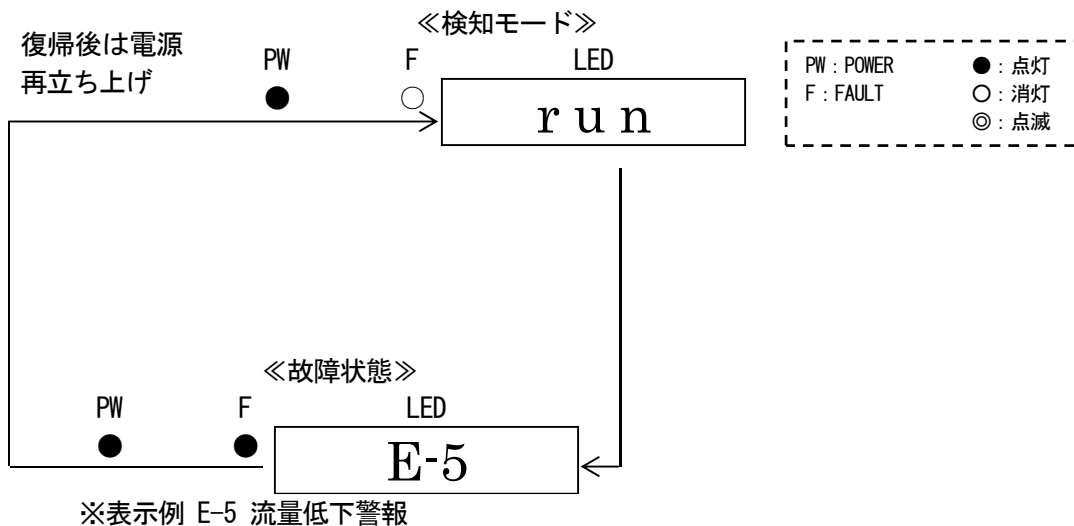 ≪検知モード≫
復帰後は電源
再立ち上げ
PW F LED
● ○ run
PW：POWER ●：点灯
F：FAULT ○：消灯
◎：点滅
≪故障状態≫
PW F LED
● ● E-5
※表示例 E-5 流量低下警報